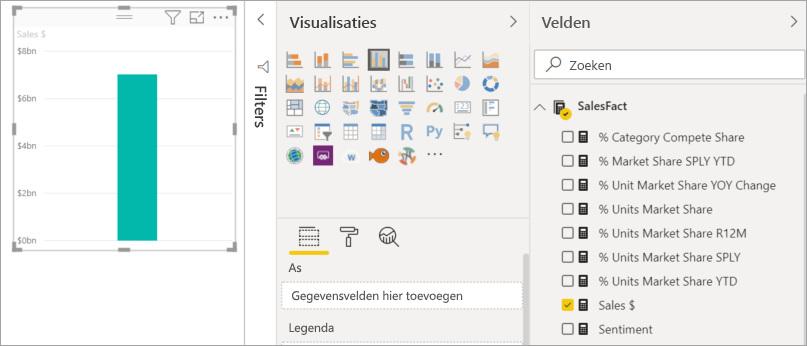 Sales $
$8bn
$6bn
$4bn
$2bn
$0bn
Filters
Visualisaties
R
Py
123
W
As
Gegevensvelden hier toevoegen
Legenda
Velden
Zoeken
SalesFact
% Category Compete Share
% Market Share SPLY YTD
% Unit Market Share YOY Change
% Units Market Share
% Units Market Share R12M
% Units Market Share SPLY
% Units Market Share YTD
Sales $
Sentiment